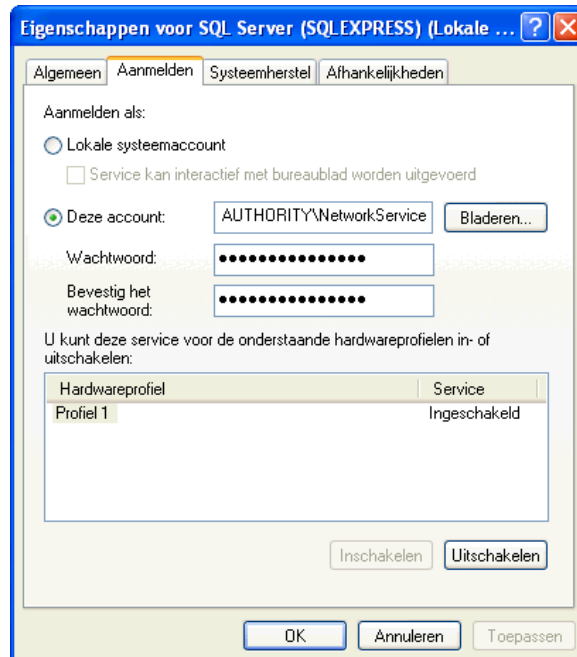 Eigenschappen voor SQL Server (SQLEXPRESS) (Lokale ...
Algemeen Aanmelden Systeemherstel Afhankelijkheden
Aanmelden als:
Lokale systeemaccount
Service kan interactief met bureaublad worden uitgevoerd
Deze account: AUTHORITY\NetworkService Bladeren...
Wachtwoord: ●●●●●●●●●●●●●●●
Bevestig het
wachtwoord: ●●●●●●●●●●●●●●●
U kunt deze service voor de onderstaande hardwareprofielen in- of
uitschakelen:
Hardwareprofiel Service
Profiel 1 Ingeschakeld
Inschakelen Uitschakelen
OK Annuleren Toepassen